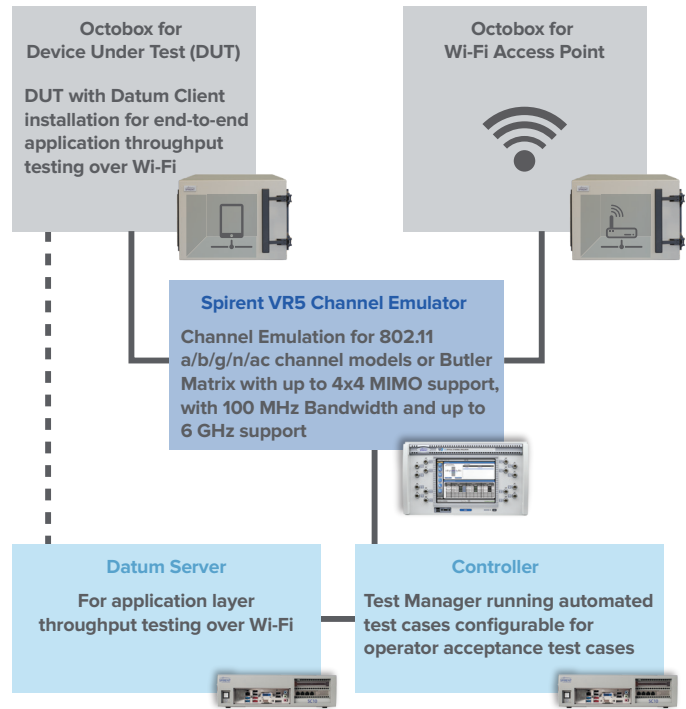 Octobox for
Device Under Test (DUT)
DUT with Datum Client
installation for end-to-end
application throughput
testing over Wi-Fi
Octobox for
Wi-Fi Access Point
Spirent VR5 Channel Emulator
Channel Emulation for 802.11
a/b/g/n/ac channel models or Butler
Matrix with up to 4x4 MIMO support,
with 100 MHz Bandwidth and up to
6 GHz support
Datum Server
For application layer
throughput testing over Wi-Fi
Controller
Test Manager running automated
test cases configurable for
operator acceptance test cases